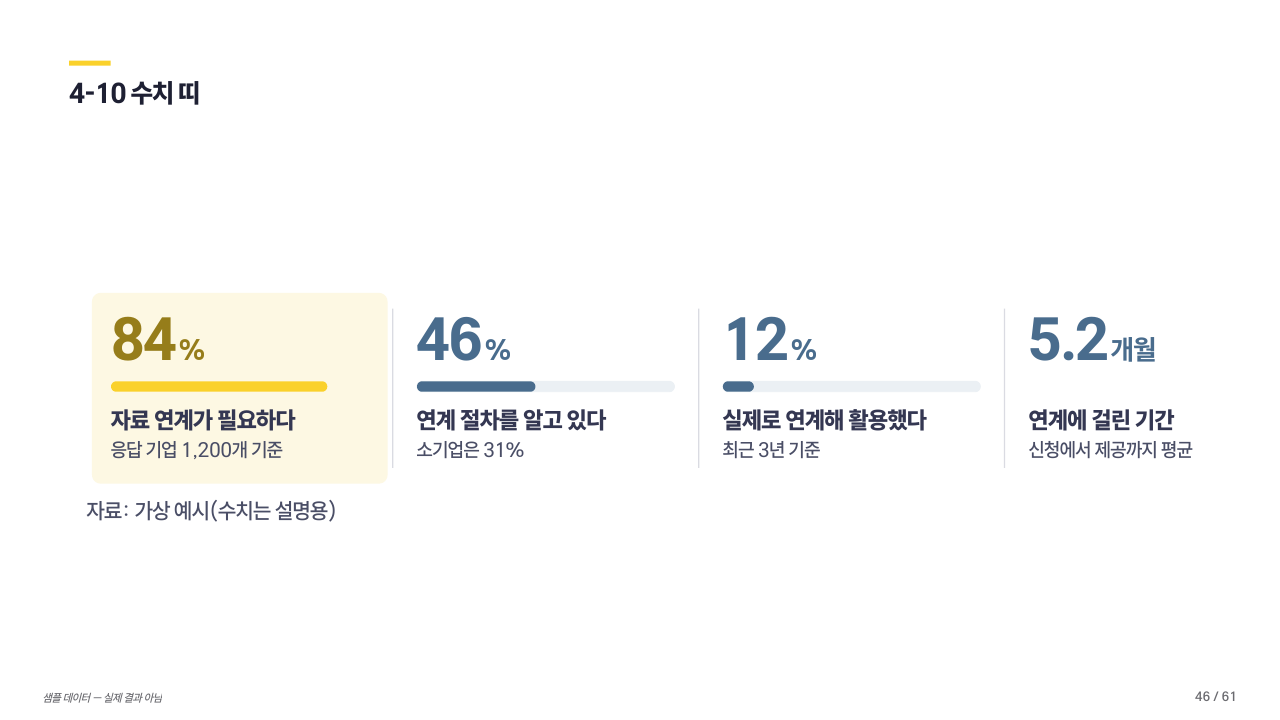 4-10 수치 띠
84%
자료 연계가 필요하다
응답 기업 1,200개 기준
46%
연계 절차를 알고 있다
소기업은 31%
12%
실제로 연계해 활용했다
최근 3년 기준
5.2개월
연계에 걸린 기간
신청에서 제공까지 평균
자료: 가상 예시(수치는 설명용)
샘플 데이터 — 실제 결과 아님
46 / 61